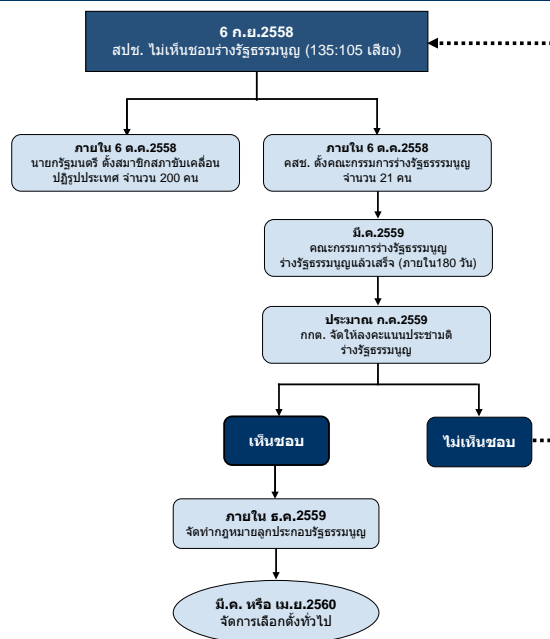 6 ก.ย.2558
สปช. ไม่เห็นชอบร่างรัฐธรรมนูญ (135:105 เสียง)
ภายใน 6 ต.ค.2558
นายกรัฐมนตรี ตั้งสมาชิกสภาขับเคลื่อน
ปฏิรูปประเทศ จำนวน 200 คน
ภายใน 6 ต.ค.2558
คสช. ตั้งคณะกรรมการร่างรัฐธรรรมนูญ
จำนวน 21 คน
มี.ค.2559
คณะกรรมการร่างรัฐธรรมนูญ
ร่างรัฐธรรมนูญแล้วเสร็จ (ภายใน180 วัน)
ประมาณ ก.ค.2559
กกต. จัดให้ลงคะแนนประชามติ
ร่างรัฐธรรมนูญ
เห็นชอบ
ไม่เห็นชอบ
ภายใน ธ.ค.2559
จัดทำกฎหมายลูกประกอบรัฐธรรมนูญ
มี.ค. หรือ เม.ย.2560
จัดการเลือกตั้งทั่วไป